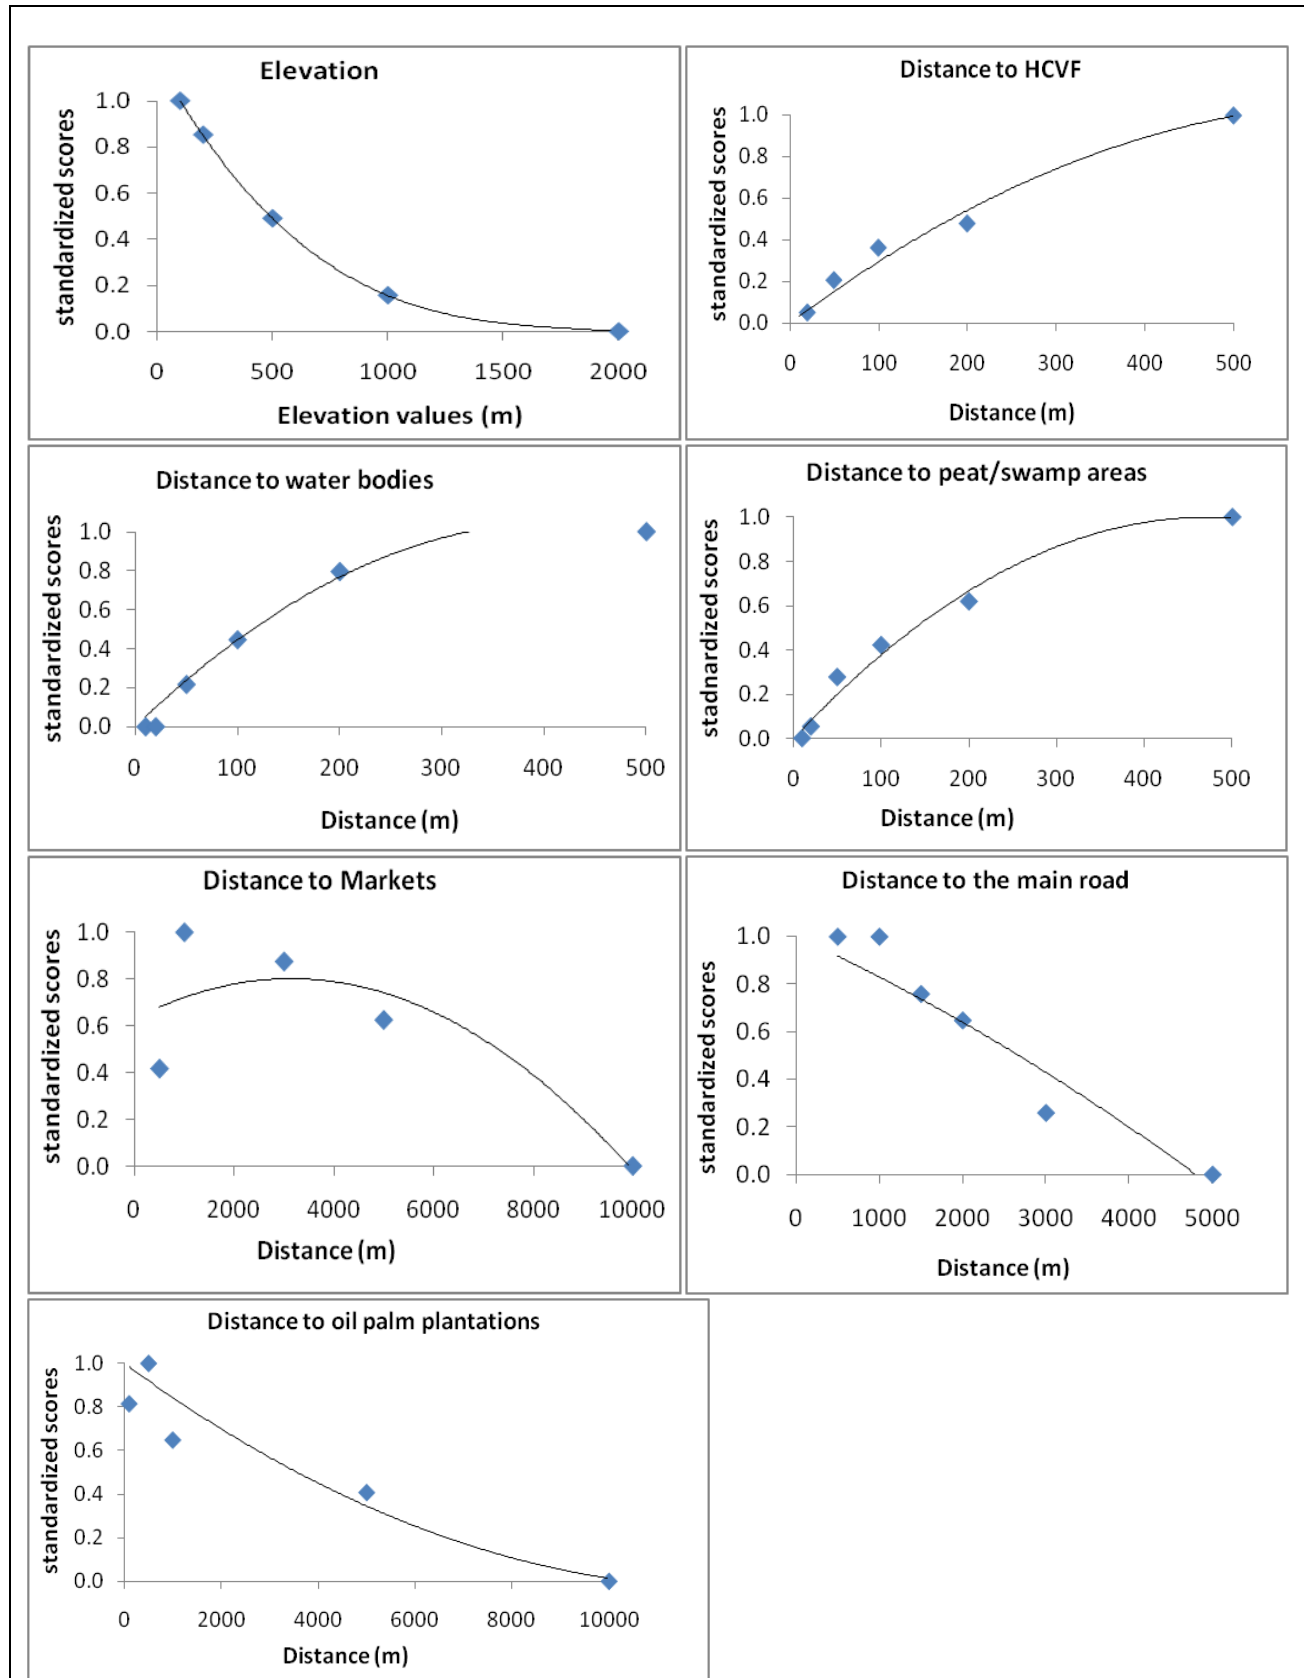 Elevation
standardized scores
1.0
0.8
0.6
0.4
0.2
0.0
0 500 1000 1500 2000
Elevation values (m)
Distance to HCVF
standardized scores
1.0
0.8
0.6
0.4
0.2
0.0
0 100 200 300 400 500
Distance (m)
Distance to water bodies
standardized scores
1.0
0.8
0.6
0.4
0.2
0.0
0 100 200 300 400 500
Distance (m)
Distance to peat/swamp areas
stadnardized scores
1.0
0.8
0.6
0.4
0.2
0.0
0 100 200 300 400 500
Distance (m)
Distance to Markets
standardized scores
1.0
0.8
0.6
0.4
0.2
0.0
0 2000 4000 6000 8000 10000
Distance (m)
Distance to the main road
standardized scores
1.0
0.8
0.6
0.4
0.2
0.0
0 1000 2000 3000 4000 5000
Distance (m)
Distance to oil palm plantations
standardized scores
1.0
0.8
0.6
0.4
0.2
0.0
0 2000 4000 6000 8000 10000
Distance (m)